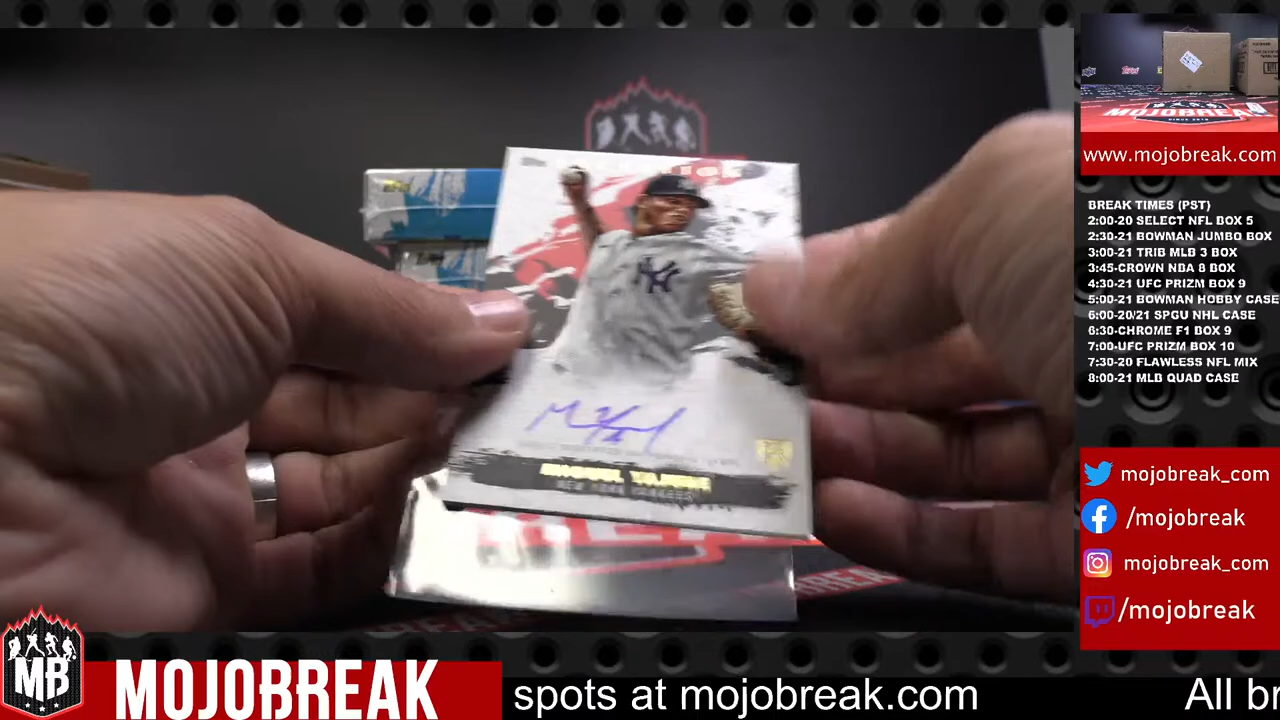 NY
NEW YORK YANKEES
www.mojobreak.com
BREAK TIMES (PST)
2:00-20 SELECT NFL BOX 5
2:30-21 BOWMAN JUMBO BOX
3:00-21 TRIB MLB 3 BOX
3:45-CROWN NBA 8 BOX
4:30-21 UFC PRIZM BOX 9
5:00-21 BOWMAN HOBBY CASE
6:00-20/21 SPGU NHL CASE
6:30-CHROME F1 BOX 9
7:00-UFC PRIZM BOX 10
7:30-20 FLAWLESS NFL MIX
8:00-21 MLB QUAD CASE
mojobreak_com
/mojobreak
mojobreak_com
/mojobreak
MB
MOJOBREAK
spots at mojobreak.com
All br